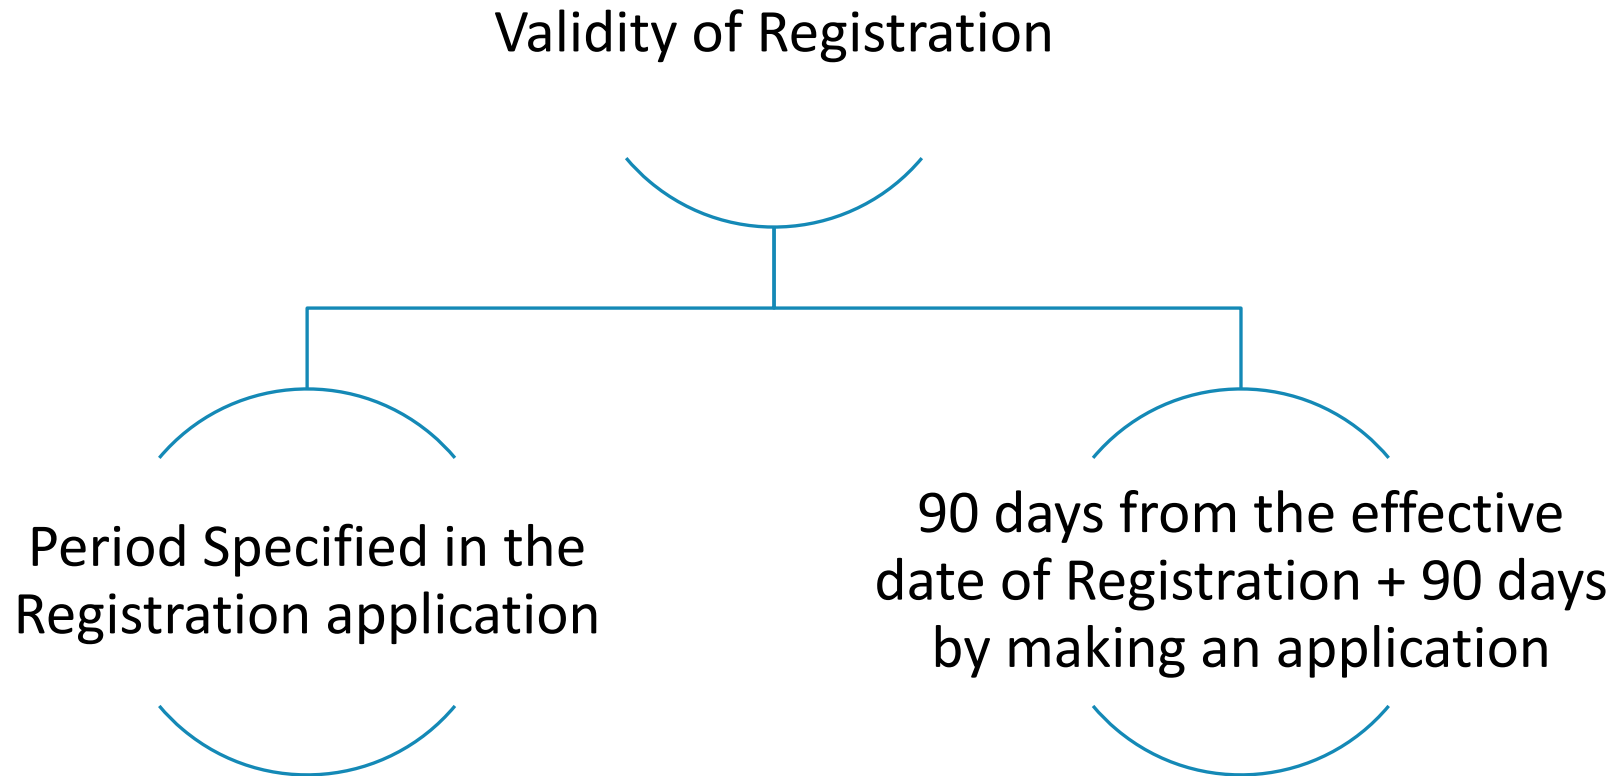 Validity of Registration
Period Specified in the
Registration application
90 days from the effective
date of Registration + 90 days
by making an application